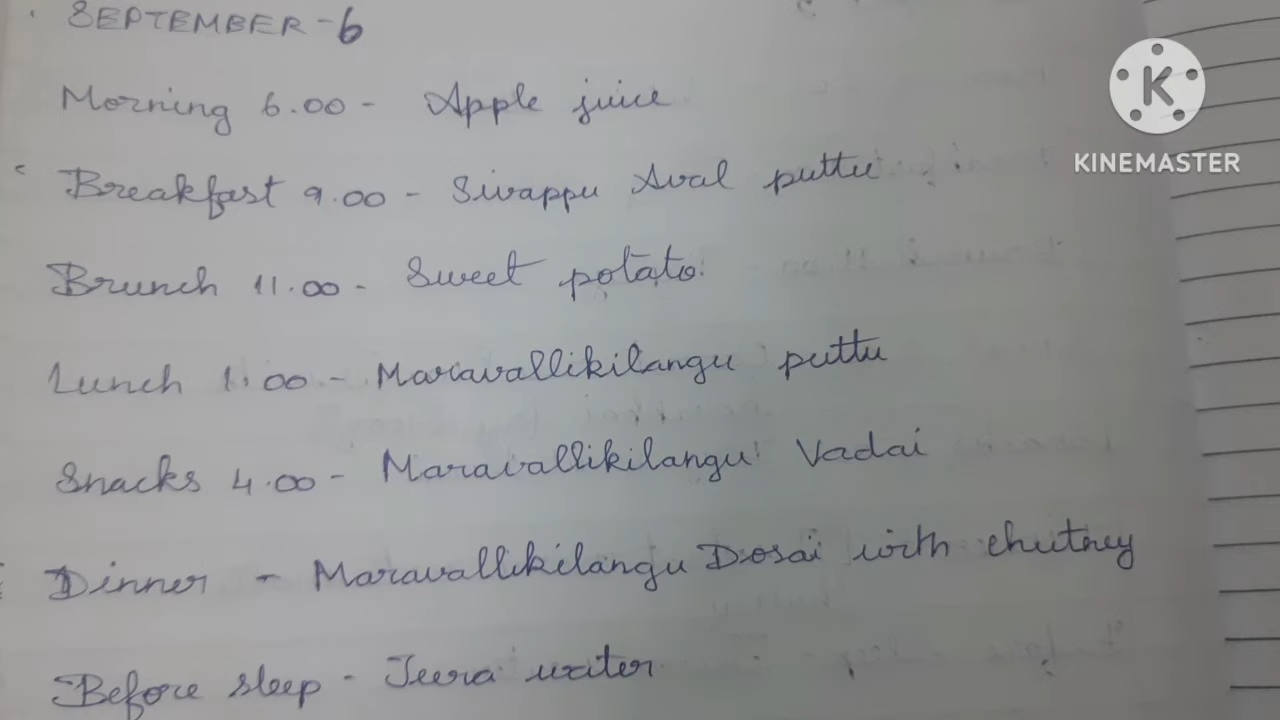 SEPTEMBER - 6
Morning 6.00 - Apple juice
Breakfast 9.00 - Sivappu Aval puttu
Brunch 11.00 - Sweet potato
Lunch 1.00 - Maravallikilangu puttu
Snacks 4.00 - Maravallikilangu Vadai
Dinner - Maravallikilangu Dosai with chutney
Before sleep - Jeera water
KINEMASTER